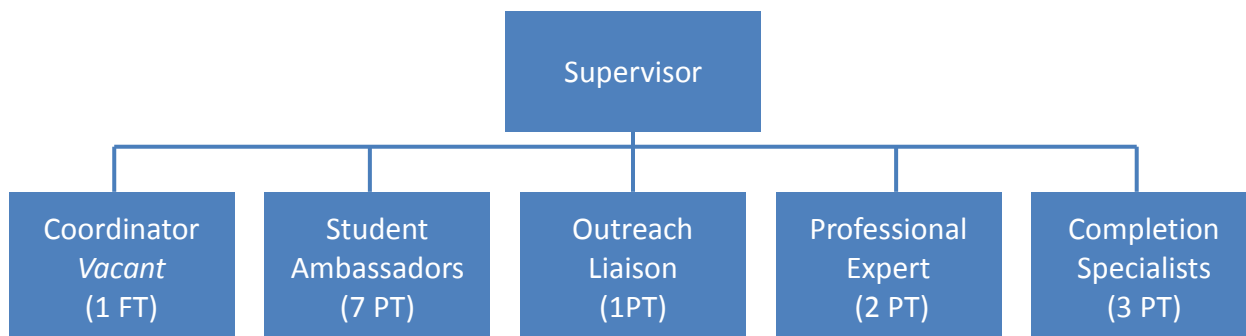 Supervisor
Coordinator
Vacant
(1 FT)
Student
Ambassadors
(7 PT)
Outreach
Liaison
(1PT)
Professional
Expert
(2 PT)
Completion
Specialists
(3 PT)